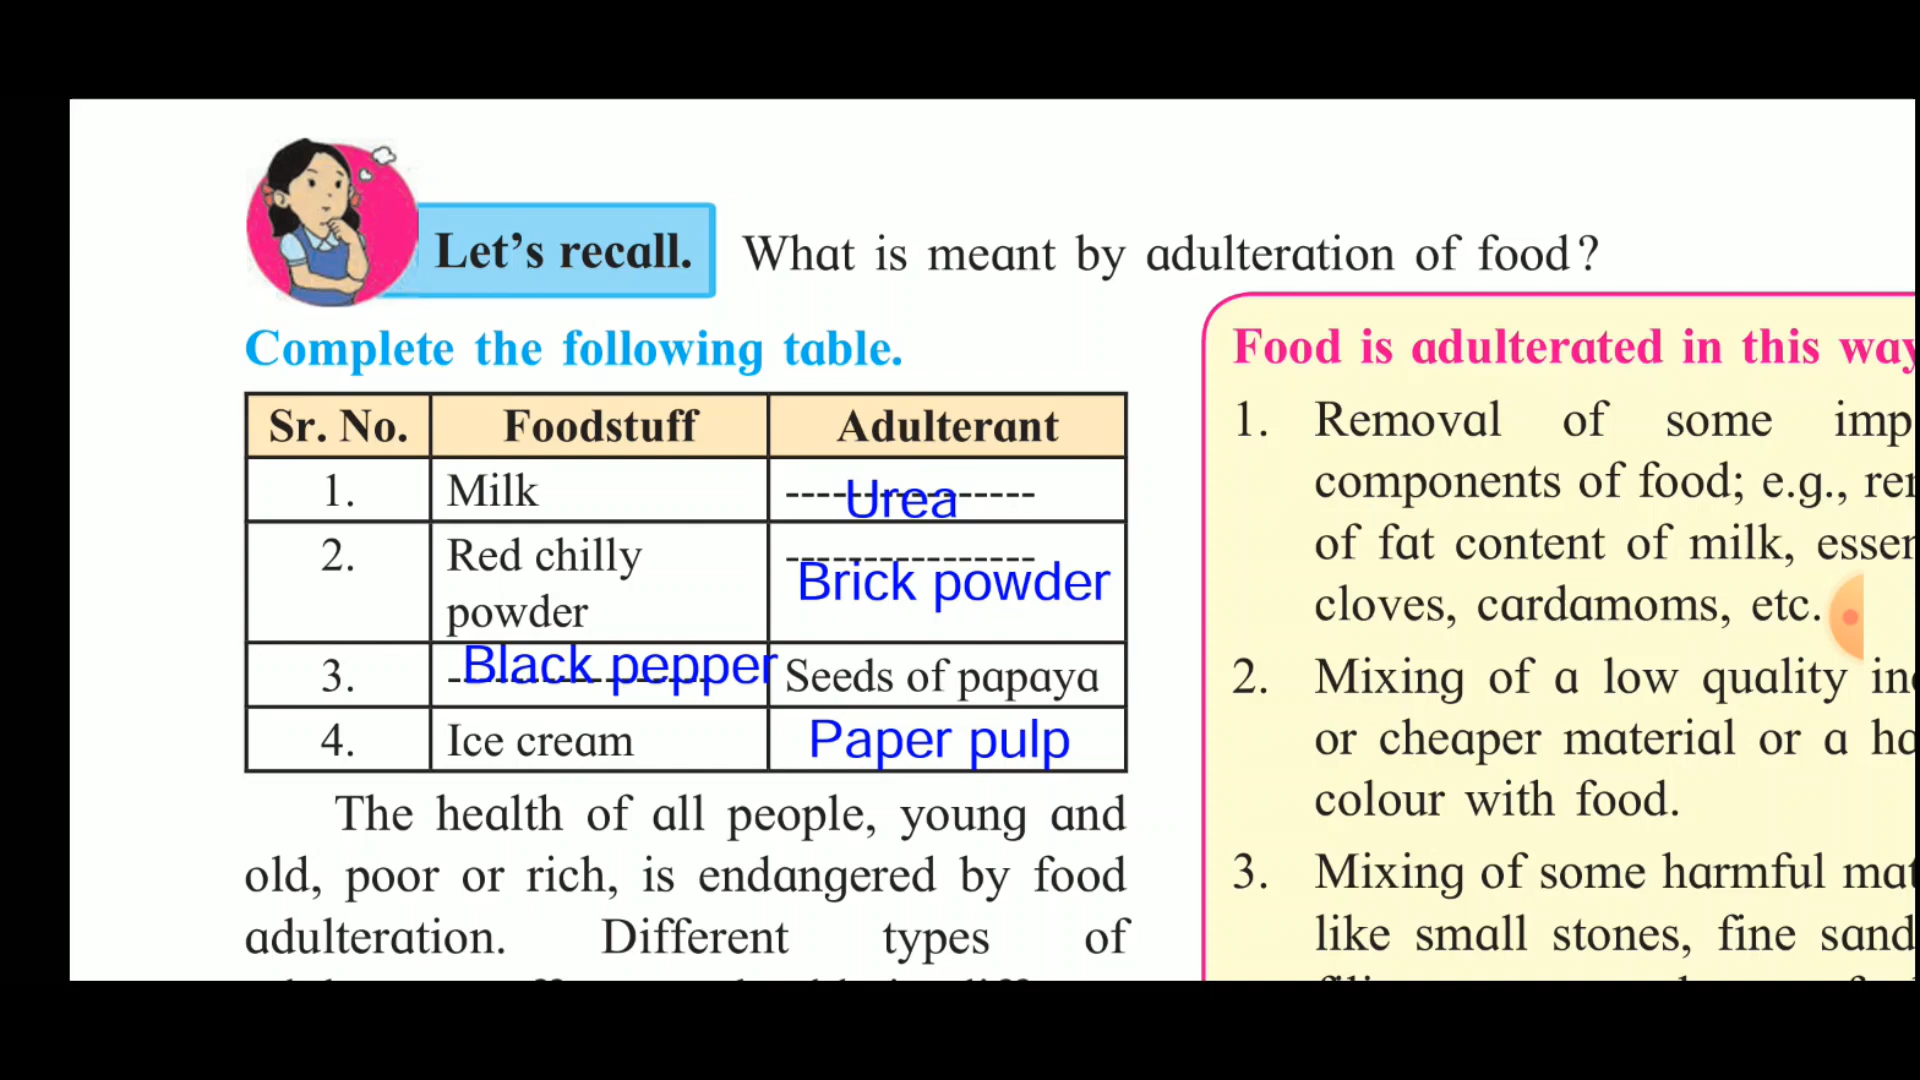 Let's recall. What is meant by adulteration of food?
Complete the following table.
Sr. No. Foodstuff Adulterant
1. Milk ---------------- Urea
2. Red chilly ----------------
powder Brick powder
3. ---------------- Black pepper Seeds of papaya
4. Ice cream Paper pulp
The health of all people, young and
old, poor or rich, is endangered by food
adulteration. Different types of
Food is adulterated in this way
1. Removal of some imp
components of food; e.g., rem
of fat content of milk, essen
cloves, cardamoms, etc.
2. Mixing of a low quality in
or cheaper material or a ha
colour with food.
3. Mixing of some harmful mat
like small stones, fine sand